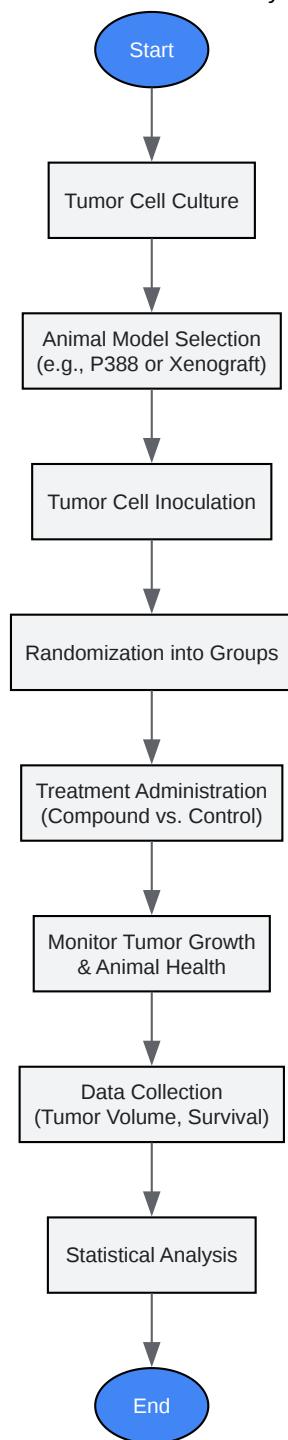 Start
Tumor Cell Culture
Animal Model Selection
(e.g., P388 or Xenograft)
Tumor Cell Inoculation
Randomization into Groups
Treatment Administration
(Compound vs. Control)
Monitor Tumor Growth
& Animal Health
Data Collection
(Tumor Volume, Survival)
Statistical Analysis
End